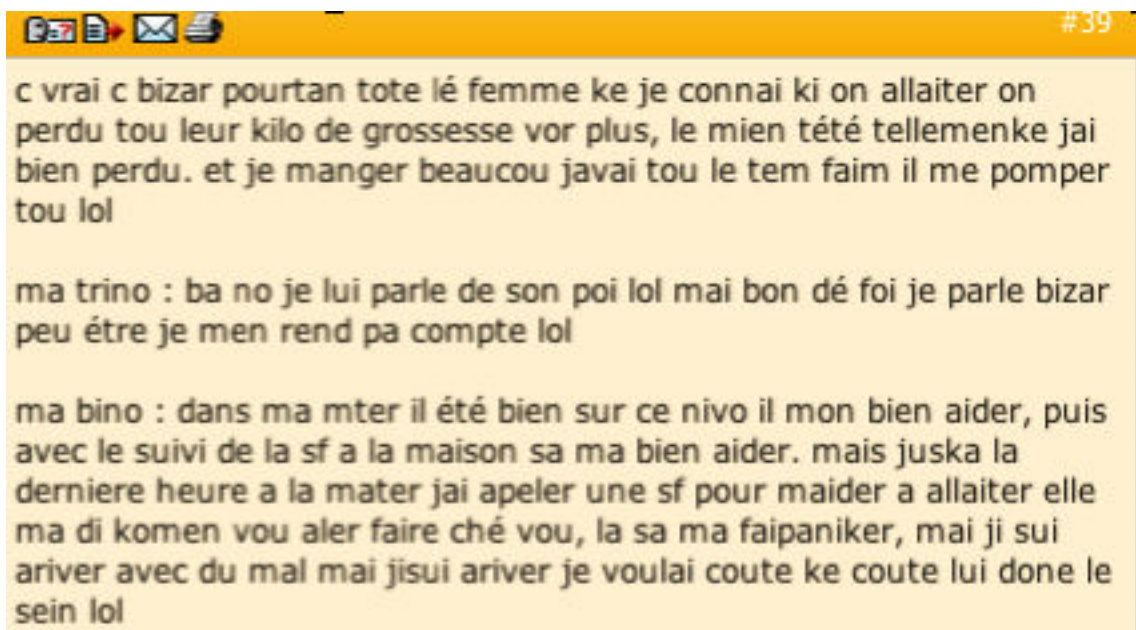 #39
c vrai c bizar pourtan tote lé femme ke je connai ki on allaiter on
perdu tou leur kilo de grossesse vor plus, le mien tété tellemenke jai
bien perdu. et je manger beaucou javai tou le tem faim il me pomper
tou lol
ma trino : ba no je lui parle de son poi lol mai bon dé foi je parle bizar
peu étre je men rend pa compte lol
ma bino : dans ma mter il été bien sur ce nivo il mon bien aider, puis
avec le suivi de la sf a la maison sa ma bien aider. mais juska la
derniere heure a la mater jai apeler une sf pour maider a allaiter elle
ma di komen vou aler faire ché vou, la sa ma faipaniker, mai ji sui
ariver avec du mal mai jisui ariver je voulai coute ke coute lui done le
sein lol